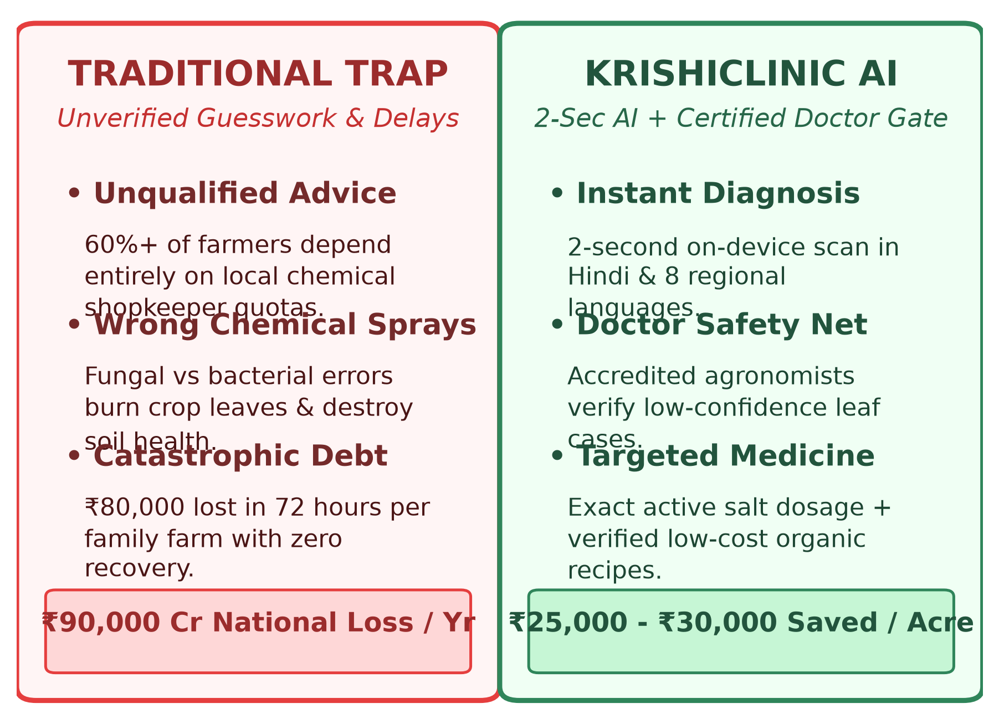 TRADITIONAL TRAP
Unverified Guesswork & Delays
• Unqualified Advice
60%+ of farmers depend
entirely on local chemical
shopkeeper quotas.
• Wrong Chemical Sprays
Fungal vs bacterial errors
burn crop leaves & destroy
soil health.
• Catastrophic Debt
₹80,000 lost in 72 hours per
family farm with zero
recovery.
₹90,000 Cr National Loss / Yr
KRISHICLINIC AI
2-Sec AI + Certified Doctor Gate
• Instant Diagnosis
2-second on-device scan in
Hindi & 8 regional
languages.
• Doctor Safety Net
Accredited agronomists
verify low-confidence leaf
cases.
• Targeted Medicine
Exact active salt dosage +
verified low-cost organic
recipes.
₹25,000 - ₹30,000 Saved / Acre